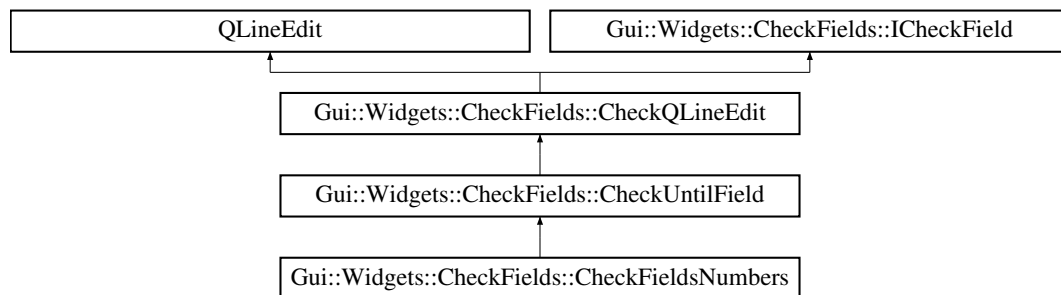 QLineEdit
Gui::Widgets::CheckFields::ICheckField
Gui::Widgets::CheckFields::CheckQLineEdit
Gui::Widgets::CheckFields::CheckUntilField
Gui::Widgets::CheckFields::CheckFieldsNumbers